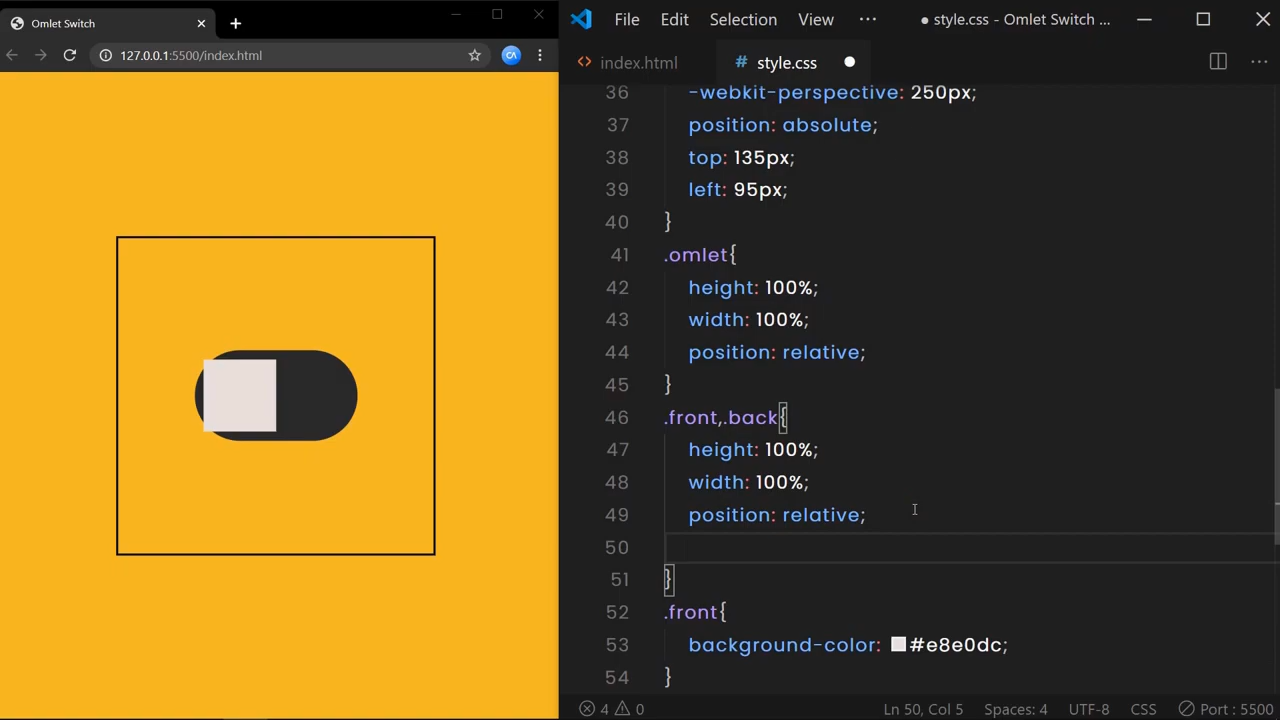 Omlet Switch
127.0.0.1:5500/index.html
File Edit Selection View ··· ● style.css - Omlet Switch ...
index.html # style.css ●
36 -webkit-perspective: 250px;
37 position: absolute;
38 top: 135px;
39 left: 95px;
40 }
41 .omlet{
42 height: 100%;
43 width: 100%;
44 position: relative;
45 }
46 .front,.back{
47 height: 100%;
48 width: 100%;
49 position: relative;
50
51 }
52 .front{
53 background-color: #e8e0dc;
54 }
4 0 Ln 50, Col 5 Spaces: 4 UTF-8 CSS Port : 5500